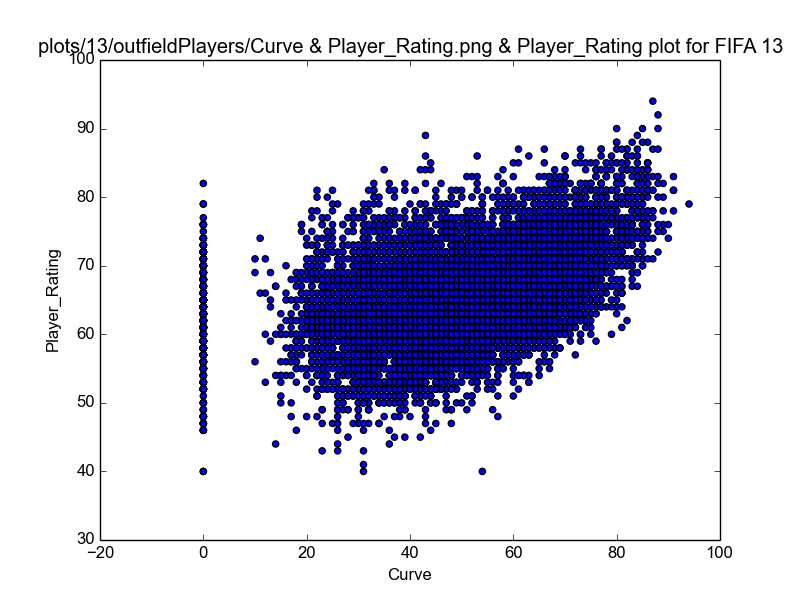 plots/13/outfieldPlayers/Curve & Player_Rating.png & Player_Rating plot for FIFA 13
100
90
80
70
60
50
40
30
−20 0 20 40 60 80 100
Player_Rating
Curve